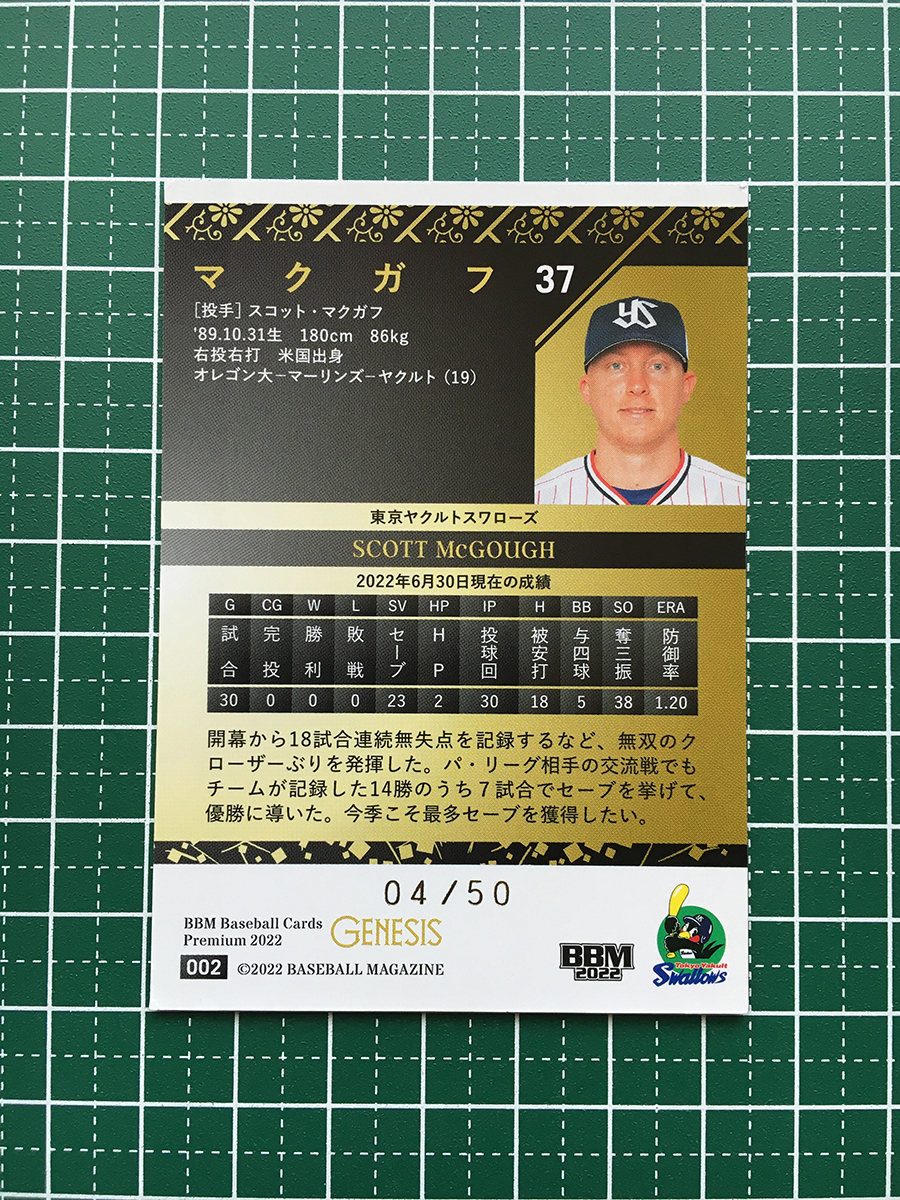 マクガフ 37
[投手] スコット・マクガフ
'89.10.31生 180cm 86kg
右投右打 米国出身
オレゴン大－マーリンズ－ヤクルト (19)
YS
東京ヤクルトスワローズ
SCOTT McGOUGH
2022年6月30日現在の成績
G CG W L SV HP IP H BB SO ERA
試合 完投 勝利 敗戦 セーブ HP 投球回 被安打 与四球 奪三振 防御率
30 0 0 0 23 2 30 18 5 38 1.20
開幕から18試合連続無失点を記録するなど、無双のク
ローザーぶりを発揮した。パ・リーグ相手の交流戦でも
チームが記録した14勝のうち７試合でセーブを挙げて、
優勝に導いた。今季こそ最多セーブを獲得したい。
04/50
BBM Baseball Cards
Premium 2022
GENESIS
002 ©2022 BASEBALL MAGAZINE
BBM
2022
Tokyo Yakult
Swallows